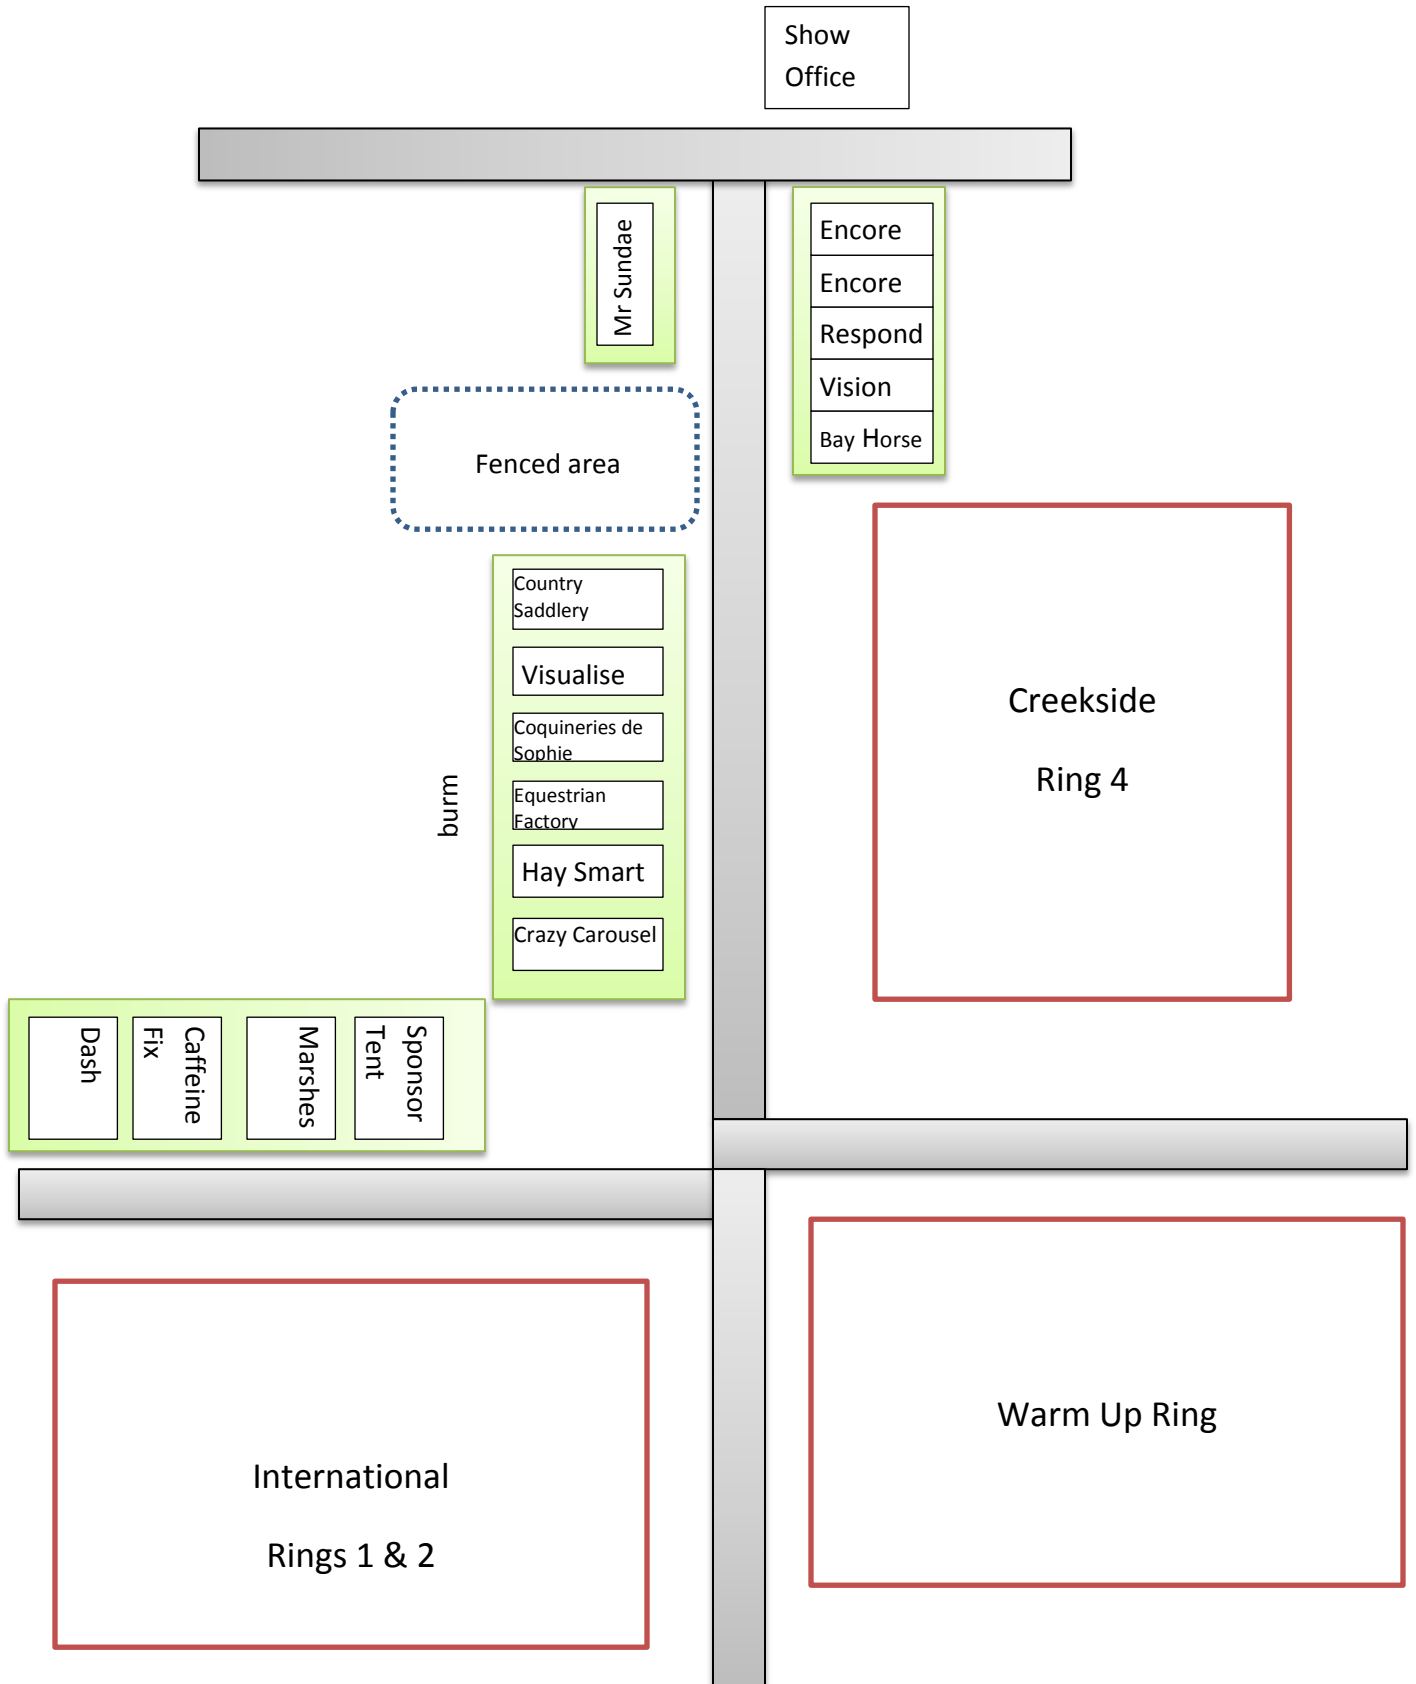 Show
Office
Mr Sundae
Encore
Encore
Respond
Vision
Bay Horse
Fenced area
Country
Saddlery
Visualise
Coquineries de
Sophie
Equestrian
Factory
Hay Smart
Crazy Carousel
burm
Creekside
Ring 4
Dash
Caffeine
Fix
Marshes
Sponsor
Tent
International
Rings 1 & 2
Warm Up Ring